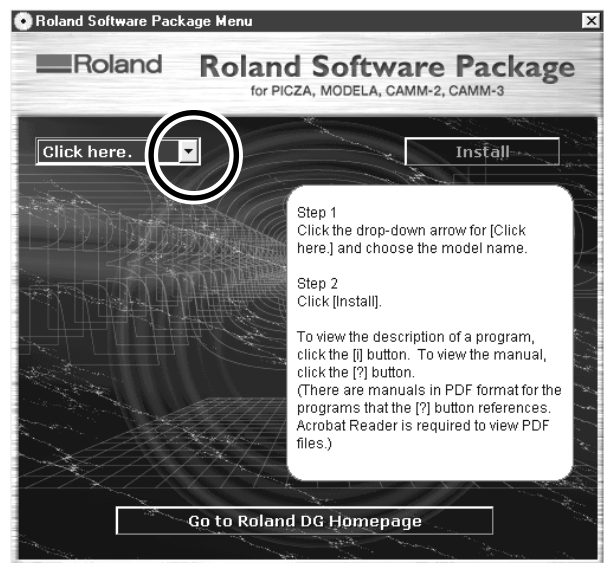 Roland Software Package Menu
Roland
Roland Software Package
for PICZA, MODELA, CAMM-2, CAMM-3
Click here.
Install
Step 1
Click the drop-down arrow for [Click
here.] and choose the model name.
Step 2
Click [Install].
To view the description of a program,
click the [i] button.  To view the manual,
click the [?] button.
(There are manuals in PDF format for the
programs that the [?] button references.
Acrobat Reader is required to view PDF
files.)
Go to Roland DG Homepage